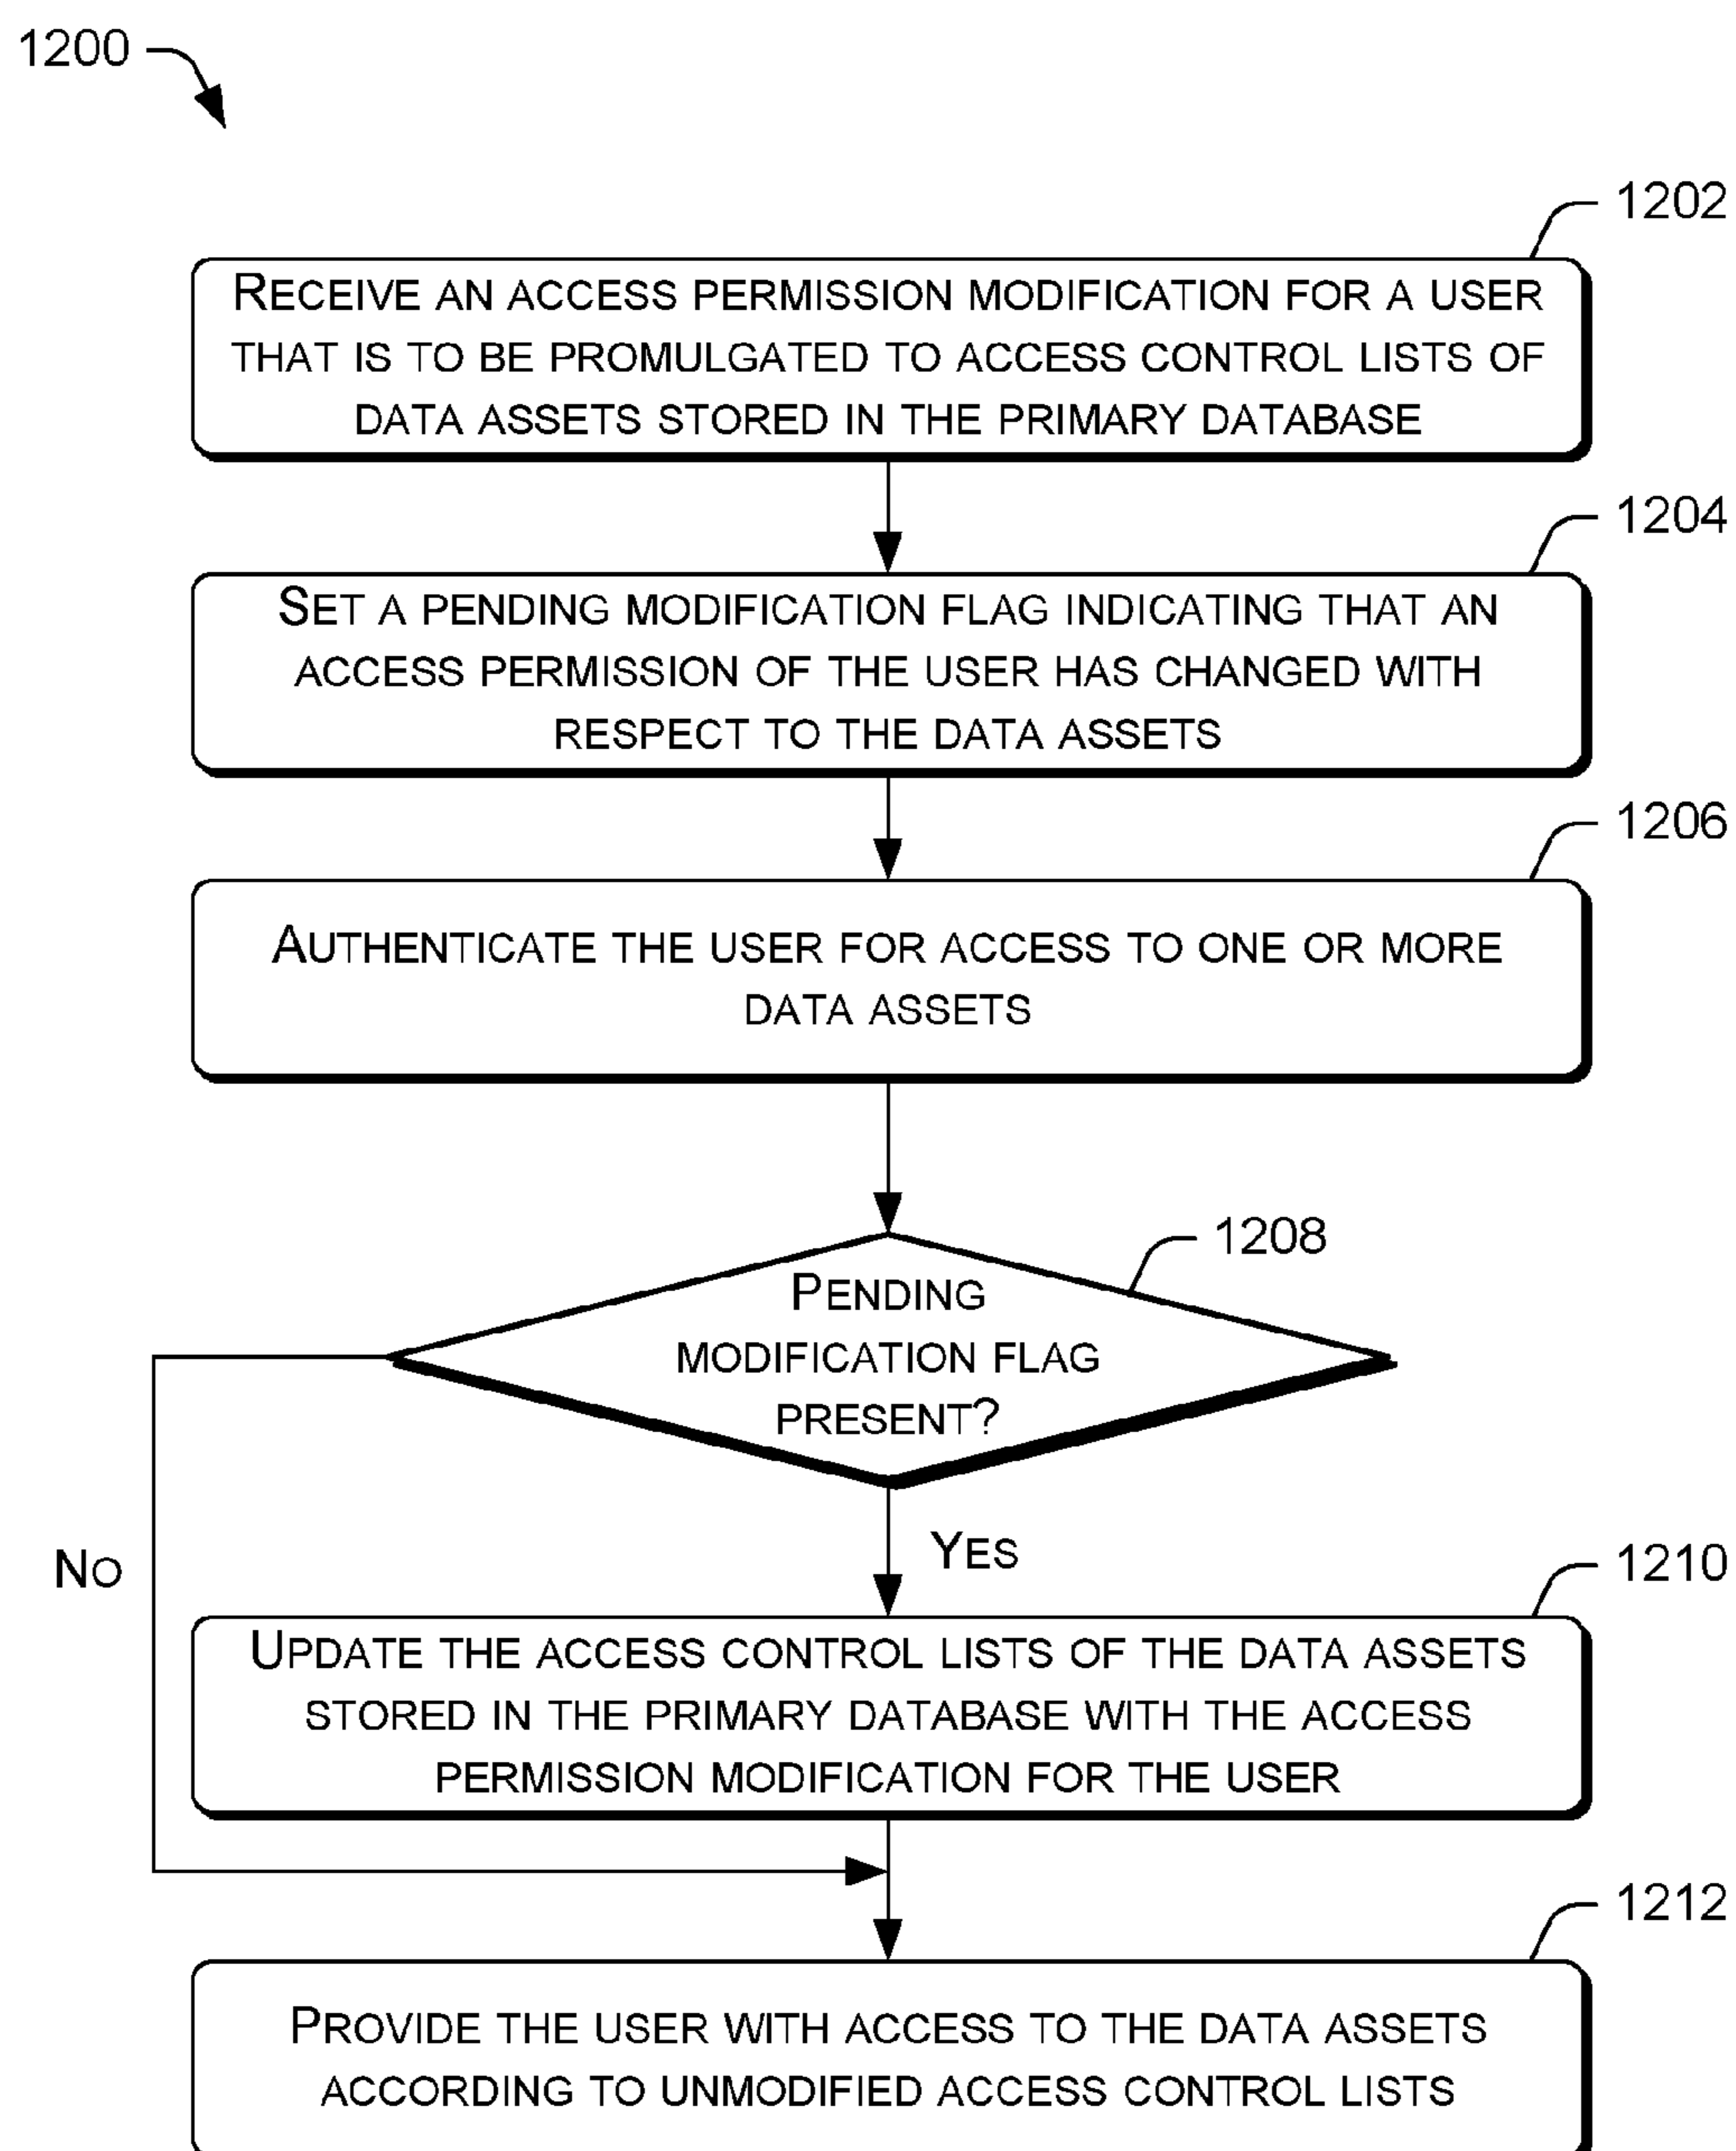 1200
1202
RECEIVE AN ACCESS PERMISSION MODIFICATION FOR A USER
THAT IS TO BE PROMULGATED TO ACCESS CONTROL LISTS OF
DATA ASSETS STORED IN THE PRIMARY DATABASE
1204
SET A PENDING MODIFICATION FLAG INDICATING THAT AN
ACCESS PERMISSION OF THE USER HAS CHANGED WITH
RESPECT TO THE DATA ASSETS
1206
AUTHENTICATE THE USER FOR ACCESS TO ONE OR MORE
DATA ASSETS
1208
PENDING
MODIFICATION FLAG
PRESENT?
NO
YES
1210
UPDATE THE ACCESS CONTROL LISTS OF THE DATA ASSETS
STORED IN THE PRIMARY DATABASE WITH THE ACCESS
PERMISSION MODIFICATION FOR THE USER
1212
PROVIDE THE USER WITH ACCESS TO THE DATA ASSETS
ACCORDING TO UNMODIFIED ACCESS CONTROL LISTS